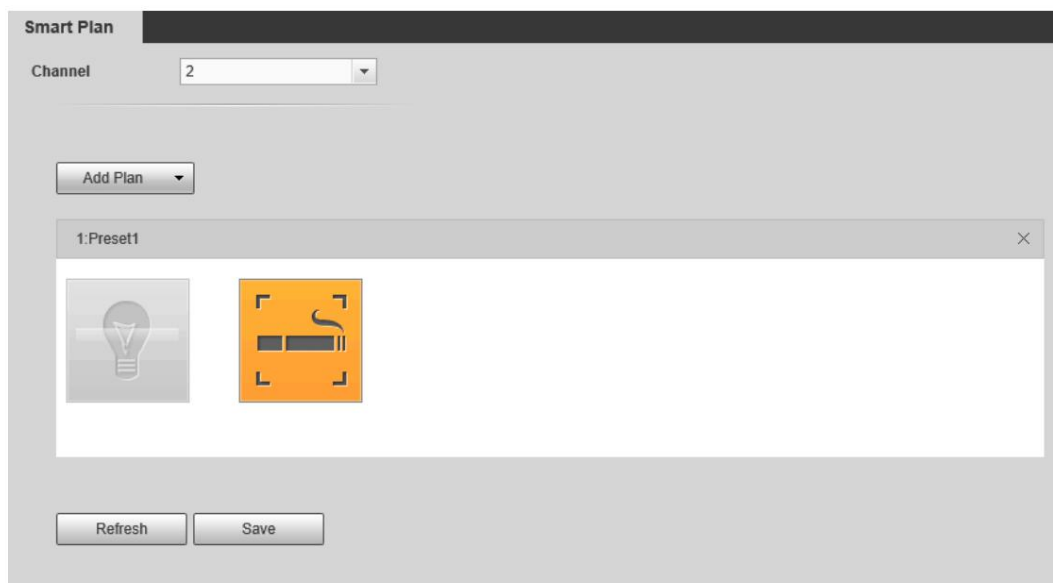 Smart Plan
Channel 2
Add Plan
1:Preset1
Refresh Save